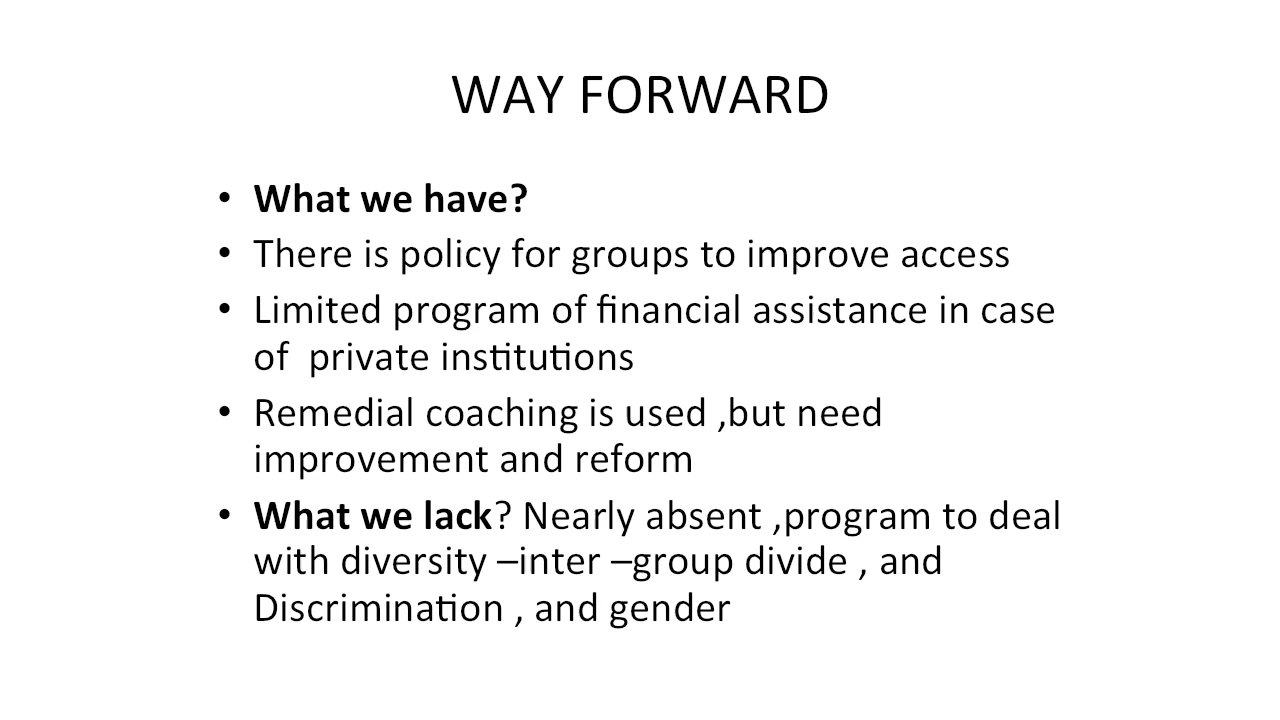 WAY FORWARD
• What we have?
• There is policy for groups to improve access
• Limited program of financial assistance in case
of  private institutions
• Remedial coaching is used ,but need
improvement and reform
• What we lack? Nearly absent ,program to deal
with diversity –inter –group divide , and
Discrimination , and gender